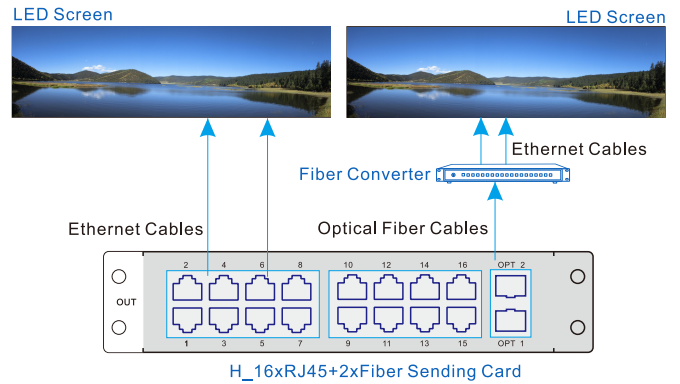 LED Screen
LED Screen
Ethernet Cables
Fiber Converter
Ethernet Cables
Optical Fiber Cables
2 4 6 8 10 12 14 16 OPT 2
OUT
1 3 5 7 9 11 13 15 OPT 1
H_16xRJ45+2xFiber Sending Card